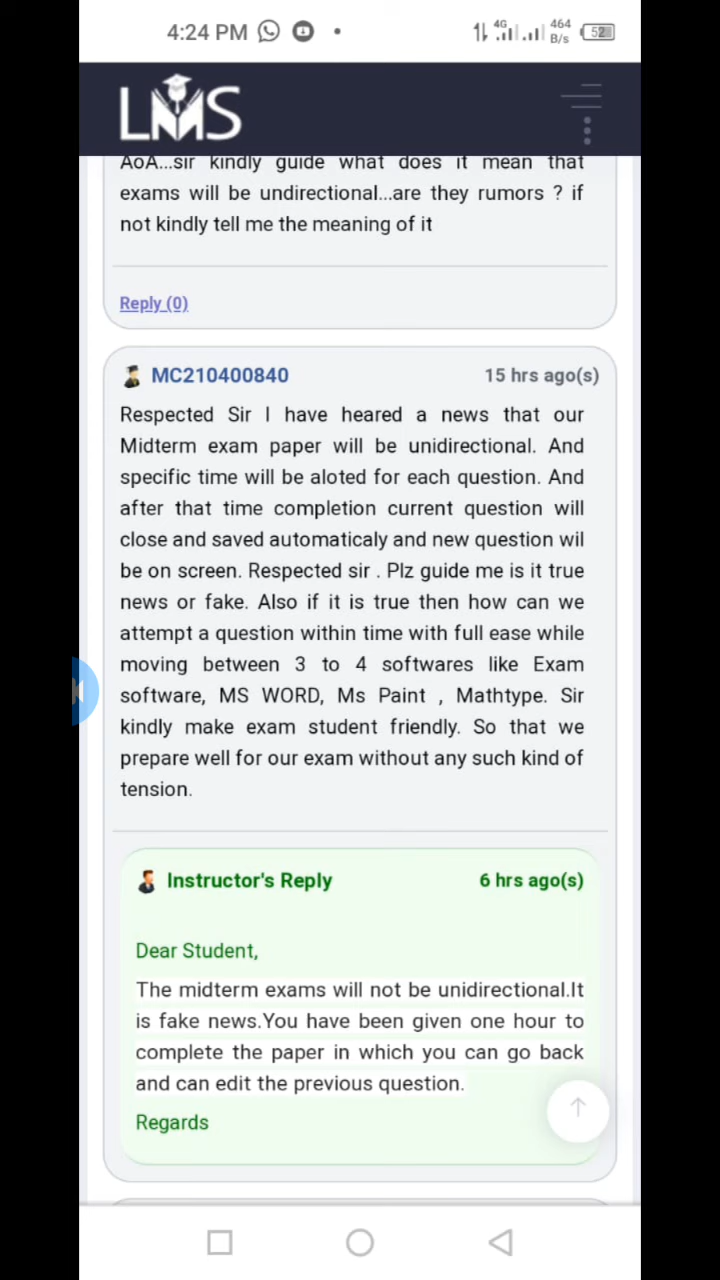 4:24 PM
4G
464
B/s
52
LMS
AoA...sir kindly guide what does it mean that
exams will be undirectional...are they rumors ? if
not kindly tell me the meaning of it
Reply (0)
MC210400840
15 hrs ago(s)
Respected Sir I have heared a news that our
Midterm exam paper will be unidirectional. And
specific time will be aloted for each question. And
after that time completion current question will
close and saved automaticaly and new question wil
be on screen. Respected sir . Plz guide me is it true
news or fake. Also if it is true then how can we
attempt a question within time with full ease while
moving between 3 to 4 softwares like Exam
software, MS WORD, Ms Paint , Mathtype. Sir
kindly make exam student friendly. So that we
prepare well for our exam without any such kind of
tension.
Instructor's Reply
6 hrs ago(s)
Dear Student,
The midterm exams will not be unidirectional.It
is fake news.You have been given one hour to
complete the paper in which you can go back
and can edit the previous question.
Regards